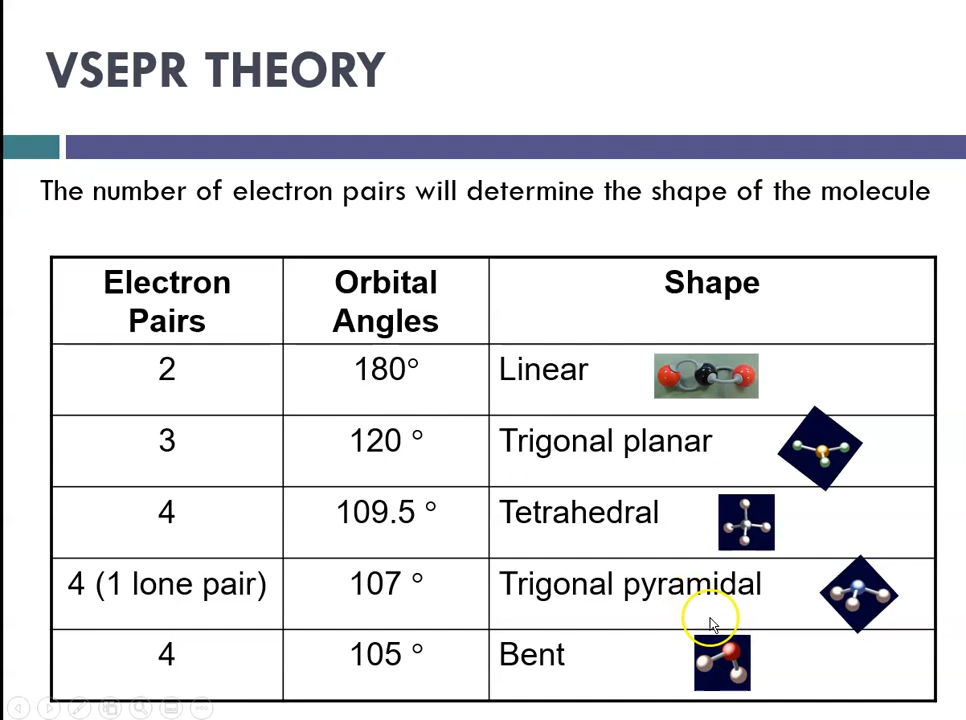 VSEPR THEORY
The number of electron pairs will determine the shape of the molecule
Electron Pairs
Orbital Angles
Shape
2
180°
Linear
3
120 °
Trigonal planar
4
109.5 °
Tetrahedral
4 (1 lone pair)
107 °
Trigonal pyramidal
4
105 °
Bent